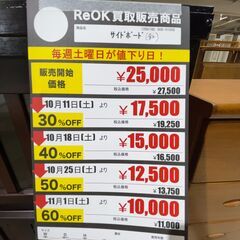 ReOK買取販売商品
サイドボード
毎週土曜日が値下り日!
販売開始
価格
¥25,000
税込価格
¥27,500
10月11日(土)より
30%OFF
¥17,500
税込価格
¥19,250
10月18日(土)より
40%OFF
¥15,000
税込価格
¥16,500
10月25日(土)より
50%OFF
¥12,500
税込価格
¥13,750
11月1日(土)より
60%OFF
¥10,000
税込価格
¥11,000